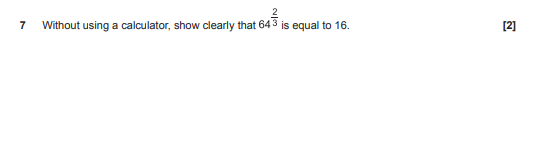 7 Without using a calculator, show clearly that 64^(2/3) is equal to 16. [2]